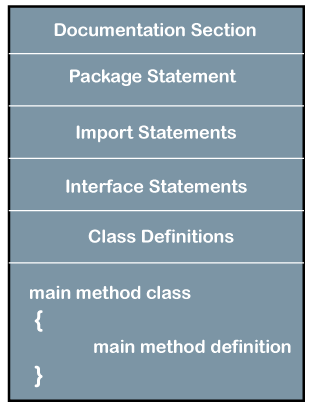 Documentation Section
Package Statement
Import Statements
Interface Statements
Class Definitions
main method class
{
main method definition
}